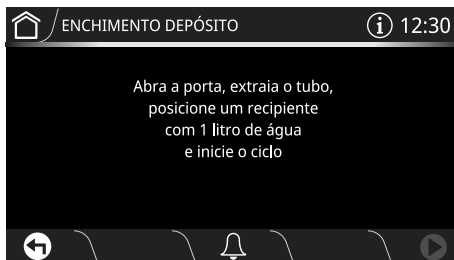 ENCHIMENTO DEPÓSITO
12:30
Abra a porta, extraia o tubo,
posicione um recipiente
com 1 litro de água
e inicie o ciclo